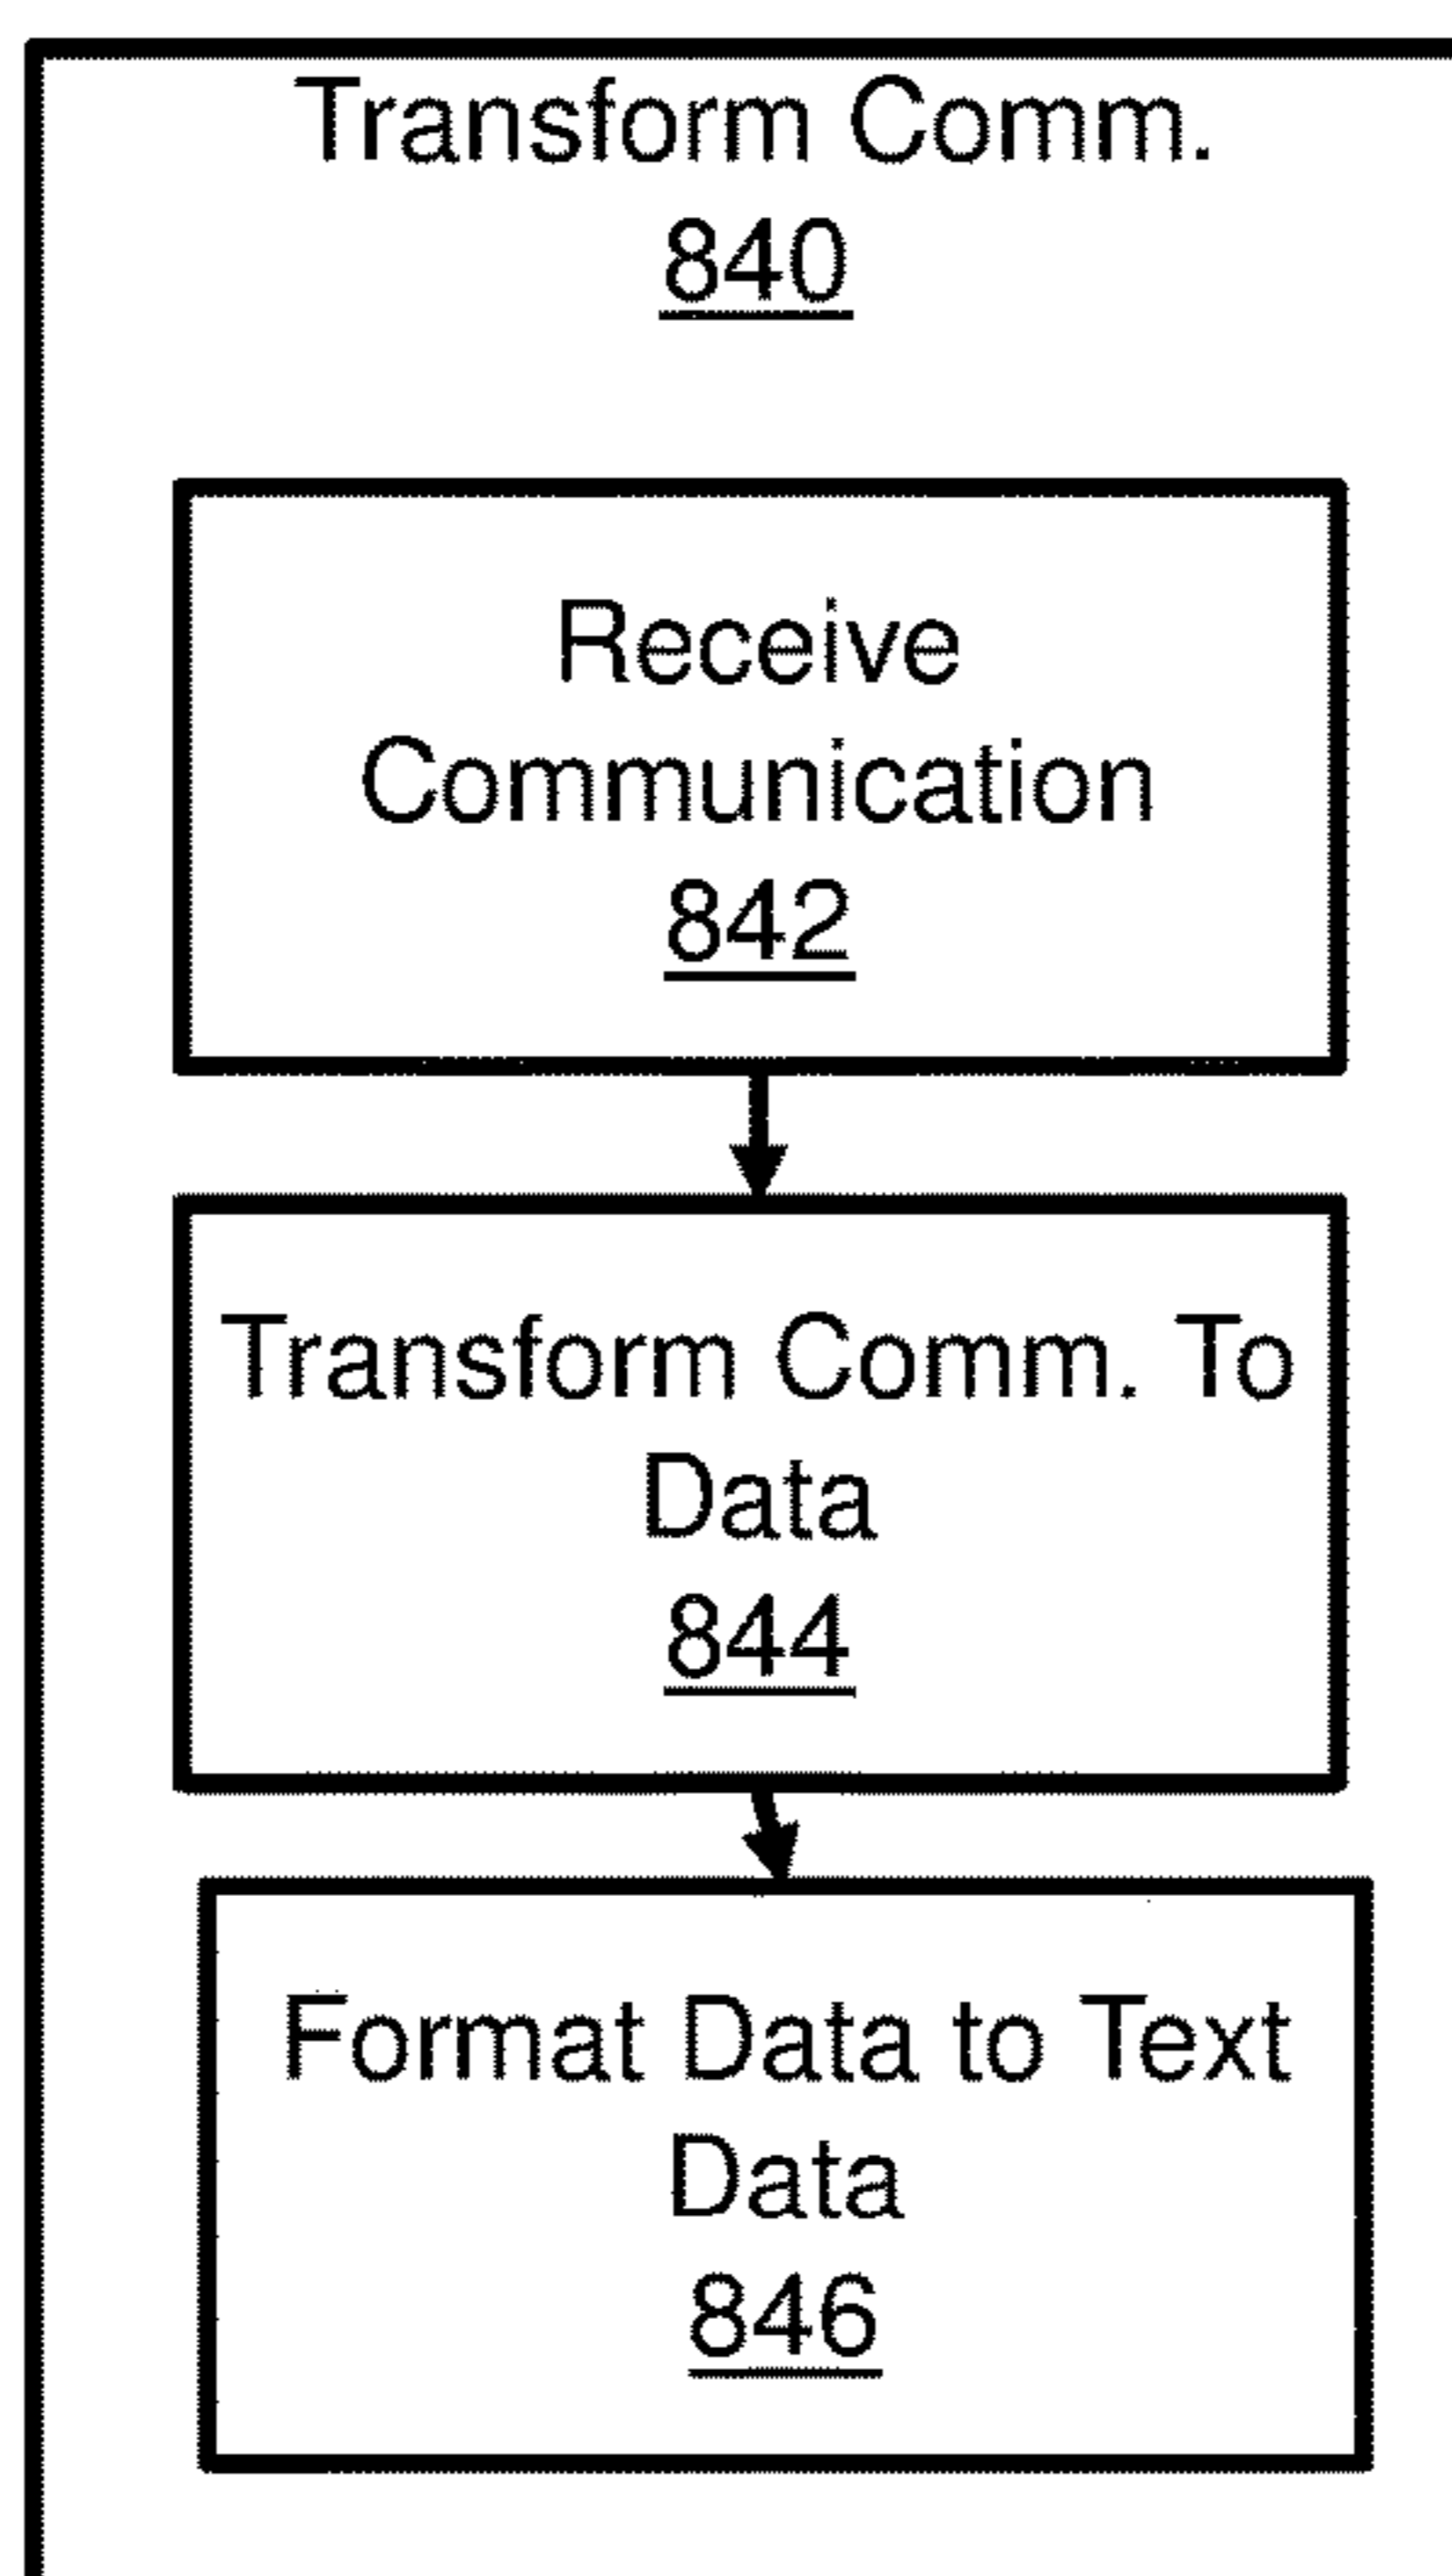 Transform Comm.
840
Receive
Communication
842
Transform Comm. To
Data
844
Format Data to Text
Data
846